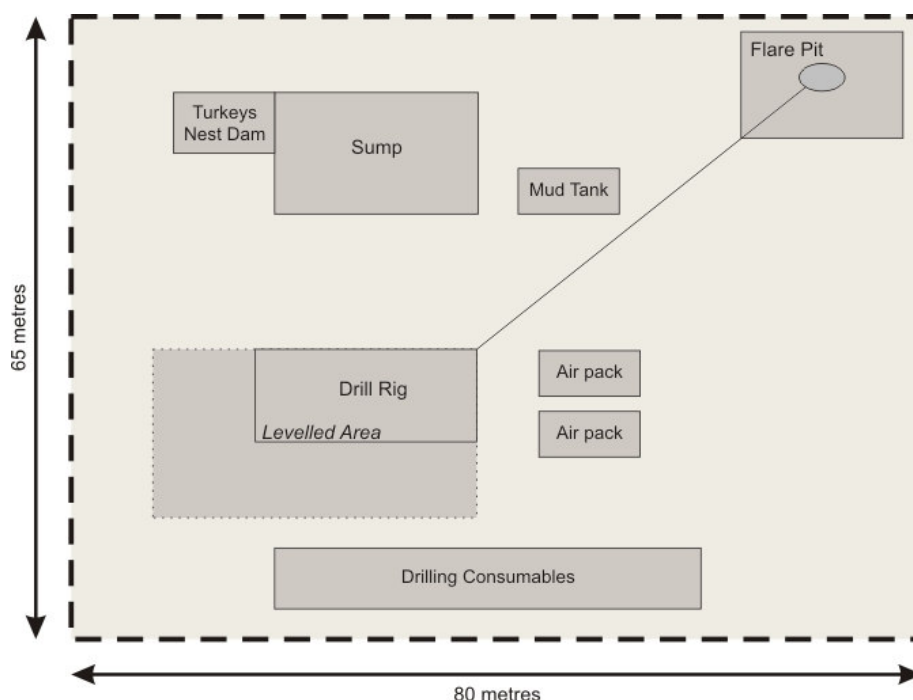 Flare Pit
Turkeys
Nest Dam
Sump
Mud Tank
65 metres
Drill Rig
Levelled Area
Air pack
Air pack
Drilling Consumables
80 metres